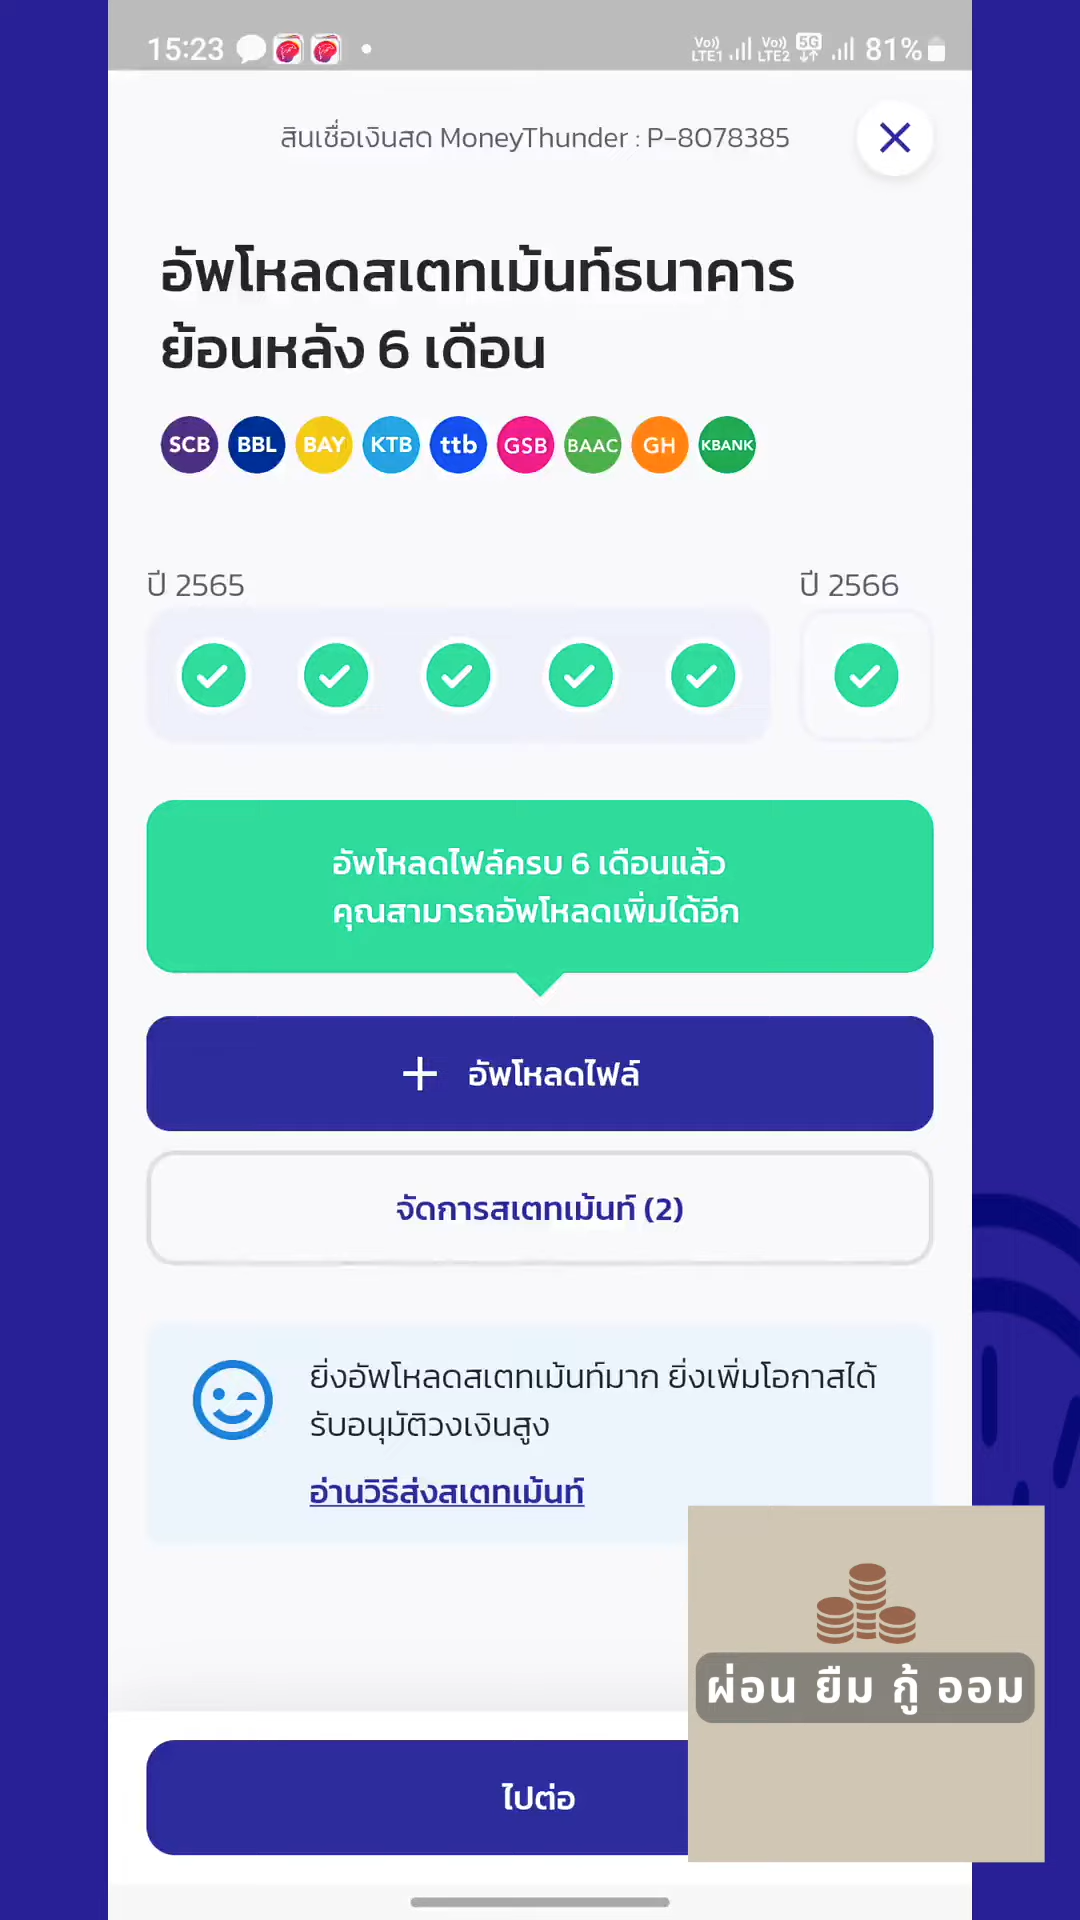 15:23
Vo)) LTE1 Vo)) LTE2 5G 81%
สินเชื่อเงินสด MoneyThunder : P-8078385
อัพโหลดสเตทเม้นท์ธนาคาร
ย้อนหลัง 6 เดือน
SCB BBL BAY KTB ttb GSB BAAC GH KBANK
ปี 2565 ปี 2566
อัพโหลดไฟล์ครบ 6 เดือนแล้ว
คุณสามารถอัพโหลดเพิ่มได้อีก
+ อัพโหลดไฟล์
จัดการสเตทเม้นท์ (2)
ยิ่งอัพโหลดสเตทเม้นท์มาก ยิ่งเพิ่มโอกาสได้
รับอนุมัติวงเงินสูง
อ่านวิธีส่งสเตทเม้นท์
ผ่อน ยืม กู้ ออม
ไปต่อ